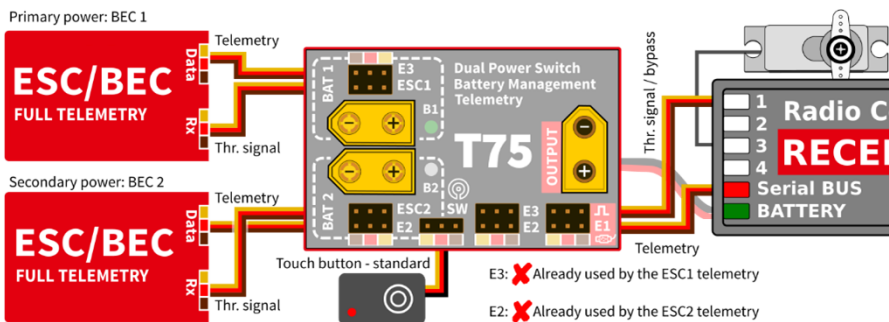 Primary power: BEC 1
ESC/BEC
FULL TELEMETRY
Data
Rx
Telemetry
Thr. signal
Secondary power: BEC 2
ESC/BEC
FULL TELEMETRY
Data
Rx
Telemetry
Thr. signal
BAT 1
E3
ESC1
B1
Dual Power Switch
Battery Management
Telemetry
T75
OUTPUT
BAT 2
B2
ESC2
E2
SW
E3
E2
E1
Touch button - standard
Thr. signal / bypass
Telemetry
1
2
3
4
Radio C
RECE
Serial BUS
BATTERY
E3: Already used by the ESC1 telemetry
E2: Already used by the ESC2 telemetry